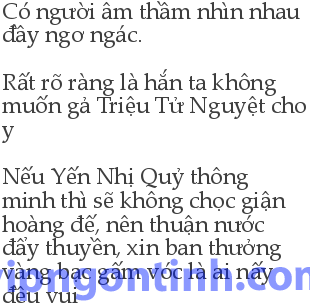 Có người âm thầm nhìn nhau
đầy ngơ ngác.
Rất rõ ràng là hắn ta không
muốn gả Triệu Tử Nguyệt cho
y
Nếu Yến Nhị Quỷ thông
minh thì sẽ không chọc giận
hoàng đế, nên thuận nước
đẩy thuyền, xin ban thưởng
vàng bạc gấm vóc là ai nấy
đều vui